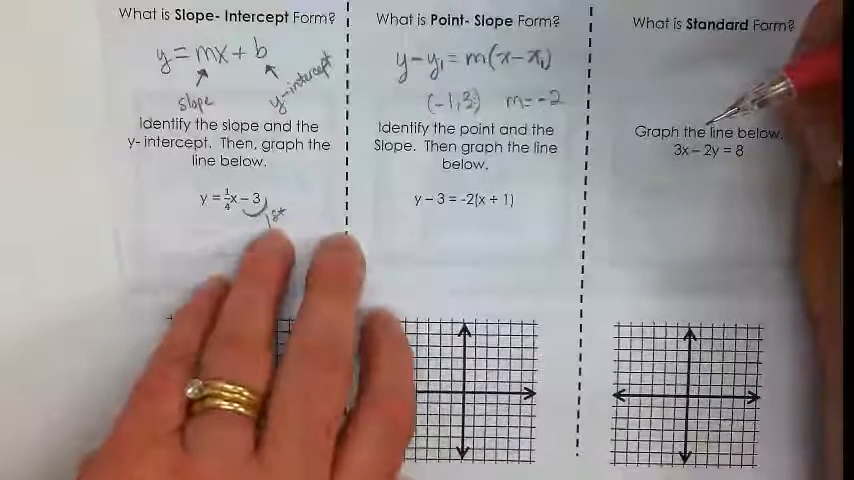 What is Slope- Intercept Form?
y = mx + b
slope
y-intercept
Identify the slope and the
y- intercept. Then, graph the
line below.
y = 1/4x – 3
1st
What is Point- Slope Form?
y – y₁ = m(x – x₁)
(-1, 3) m = -2
Identify the point and the
Slope. Then graph the line
below.
y – 3 = -2(x + 1)
What is Standard Form?
Graph the line below.
3x – 2y = 8